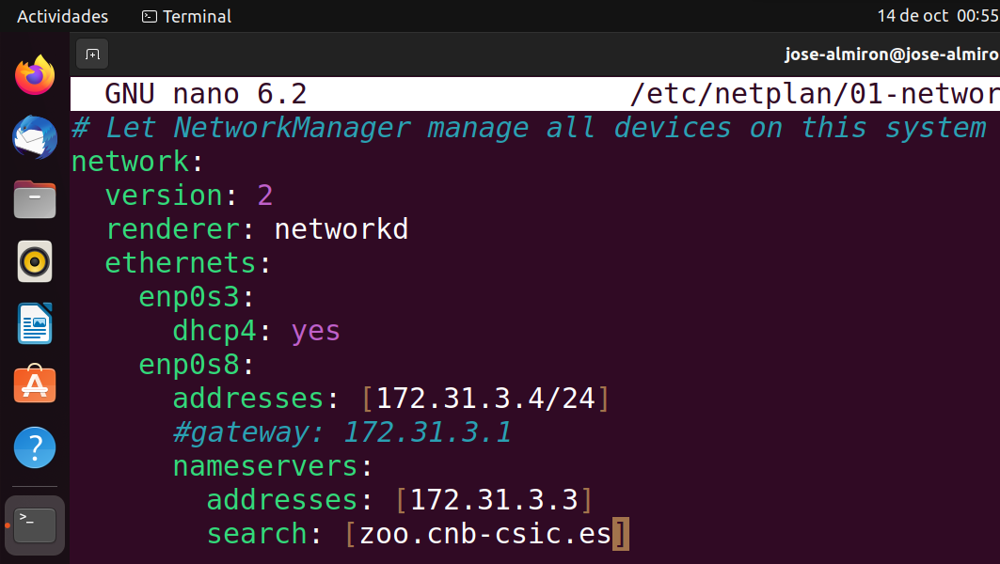 Actividades Terminal 14 de oct 00:55
jose-almiron@jose-almiro
GNU nano 6.2 /etc/netplan/01-networ
# Let NetworkManager manage all devices on this system
network:
  version: 2
  renderer: networkd
  ethernets:
    enp0s3:
      dhcp4: yes
    enp0s8:
      addresses: [172.31.3.4/24]
      #gateway: 172.31.3.1
      nameservers:
        addresses: [172.31.3.3]
        search: [zoo.cnb-csic.es]